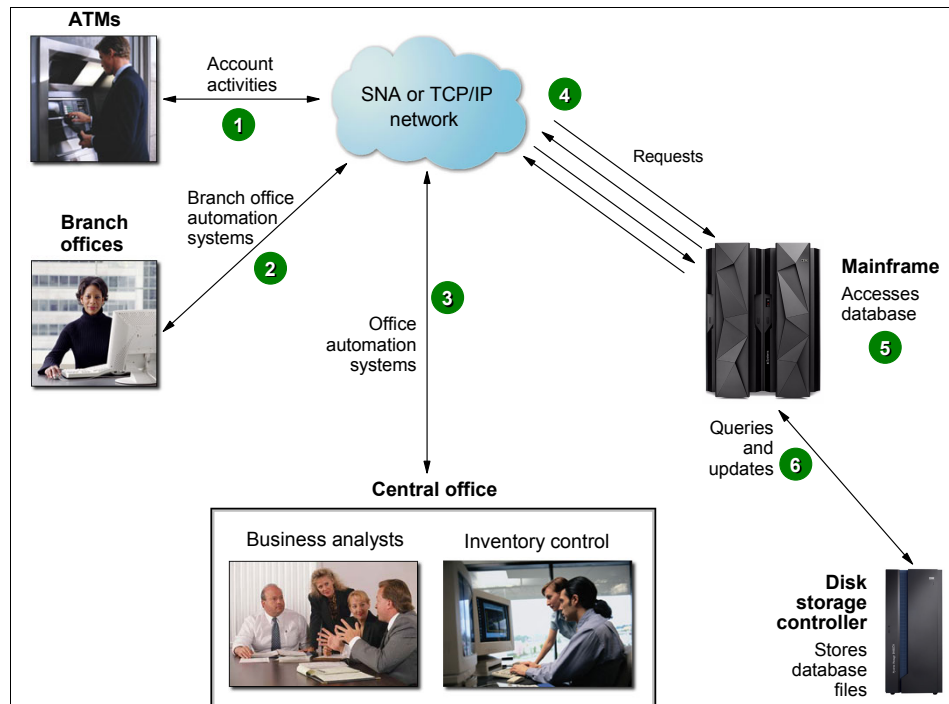 ATMs
Account
activities
1
SNA or TCP/IP
network
4
Requests
Branch office
automation
systems
2
Branch
offices
3
Office
automation
systems
Mainframe
Accesses
database
5
Queries
and
updates
6
Central office
Business analysts
Inventory control
Disk
storage
controller
Stores
database
files